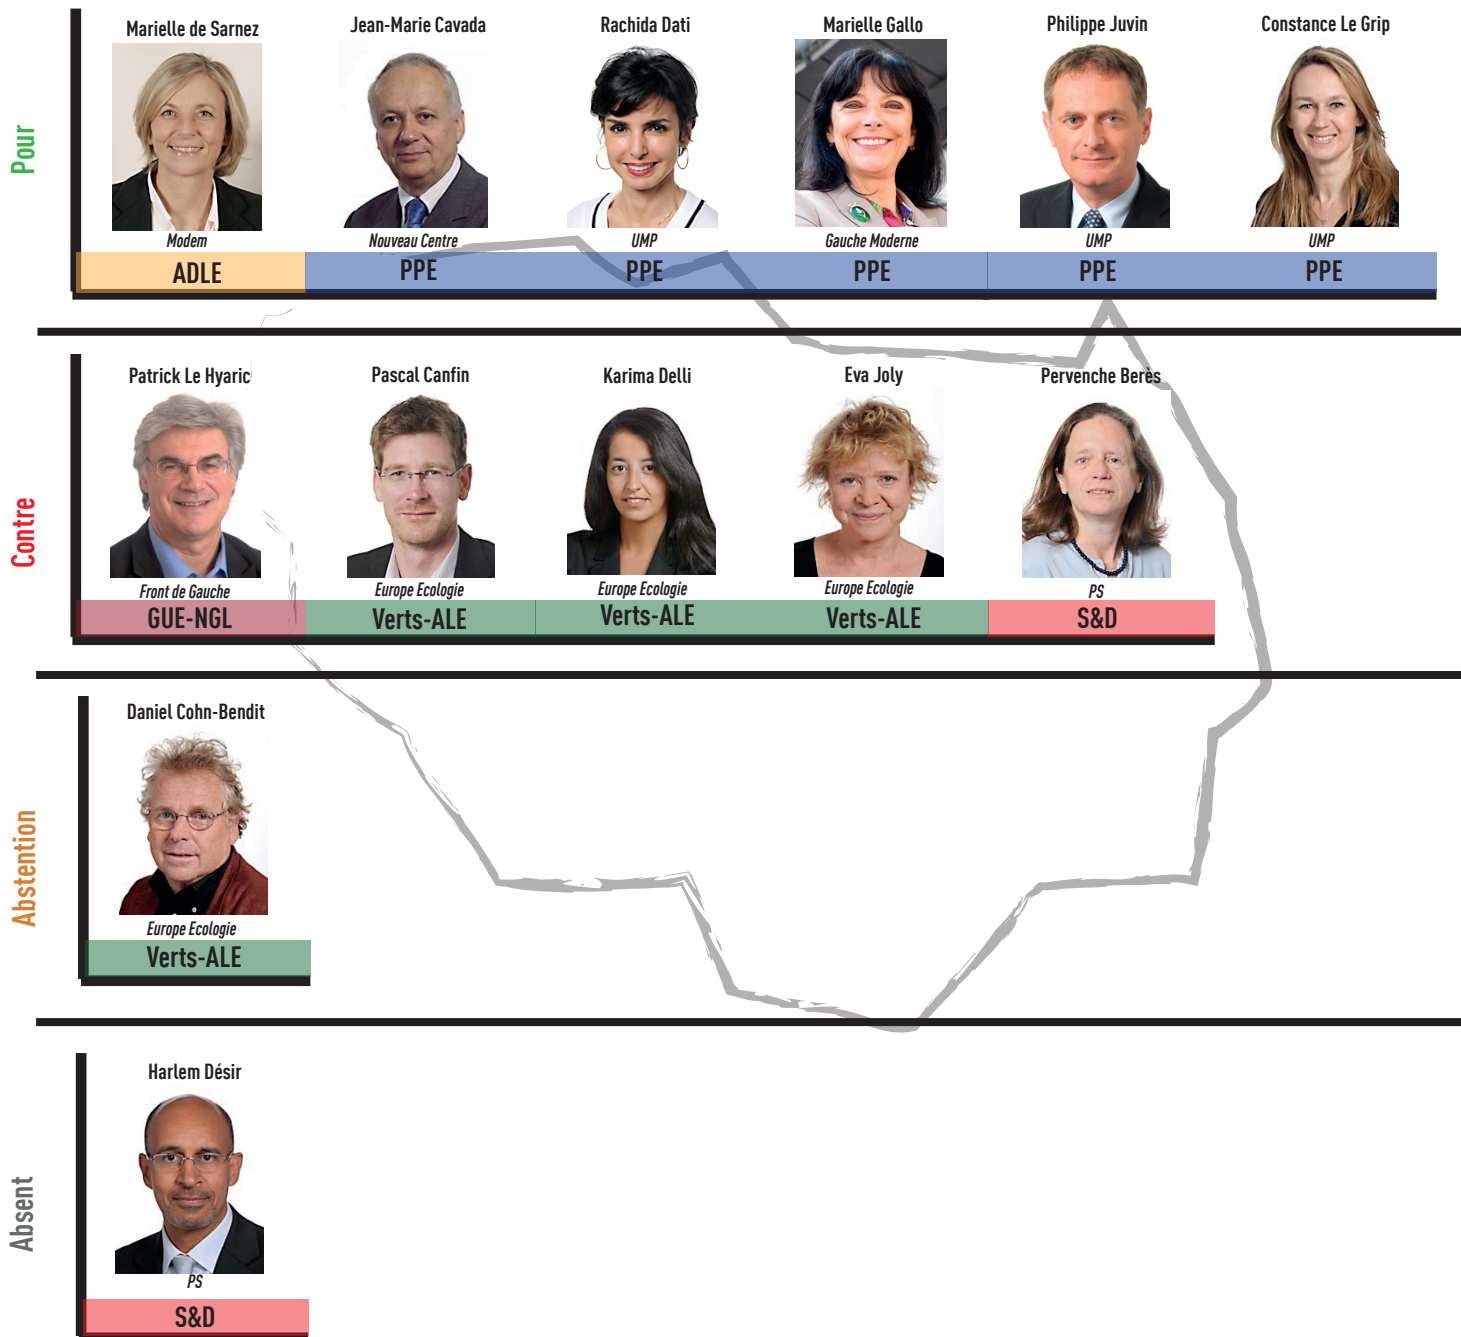 Pour
Marielle de Sarnez
Jean-Marie Cavada
Rachida Dati
Marielle Gallo
Philippe Juvin
Constance Le Grip
Modem
Nouveau Centre
UMP
Gauche Moderne
UMP
UMP
ADLE
PPE
PPE
PPE
PPE
PPE
Contre
Patrick Le Hyaric
Pascal Canfin
Karima Delli
Eva Joly
Pervenche Berès
Front de Gauche
Europe Ecologie
Europe Ecologie
Europe Ecologie
PS
GUE-NGL
Verts-ALE
Verts-ALE
Verts-ALE
S&D
Abstention
Daniel Cohn-Bendit
Europe Ecologie
Verts-ALE
Absent
Harlem Désir
PS
S&D